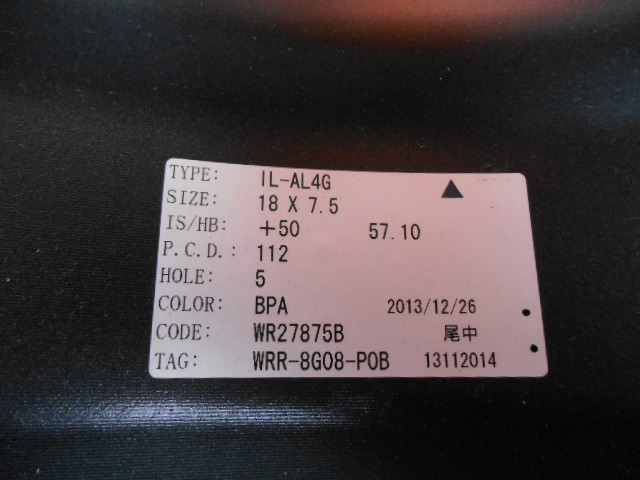 TYPE: IL-AL4G ▲
SIZE: 18 X 7.5
IS/HB: +50 57.10
P.C.D.: 112
HOLE: 5
COLOR: BPA 2013/12/26
CODE: WR27875B 尾中
TAG: WRR-8G08-P0B 13112014